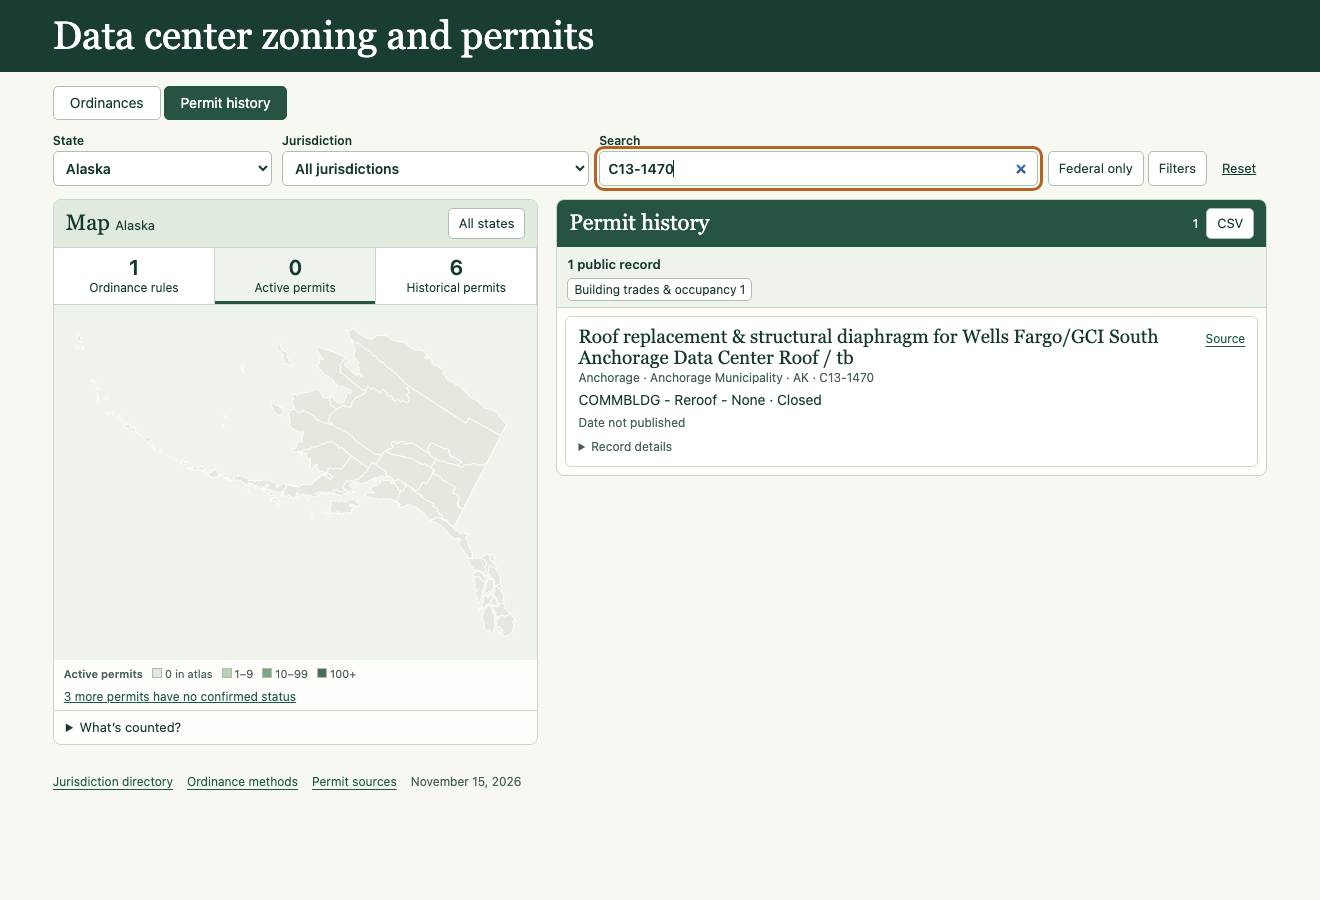 Data center zoning and permits
Ordinances
Permit history
State
Jurisdiction
Search
Alaska
All jurisdictions
C13-1470
Federal only
Filters
Reset
Map Alaska
All states
1
Ordinance rules
0
Active permits
6
Historical permits
Active permits 0 in atlas 1–9 10–99 100+
3 more permits have no confirmed status
What's counted?
Permit history
1
CSV
1 public record
Building trades & occupancy 1
Roof replacement & structural diaphragm for Wells Fargo/GCI South
Anchorage Data Center Roof / tb
Source
Anchorage · Anchorage Municipality · AK · C13-1470
COMMBLDG - Reroof - None · Closed
Date not published
Record details
Jurisdiction directory
Ordinance methods
Permit sources
November 15, 2026